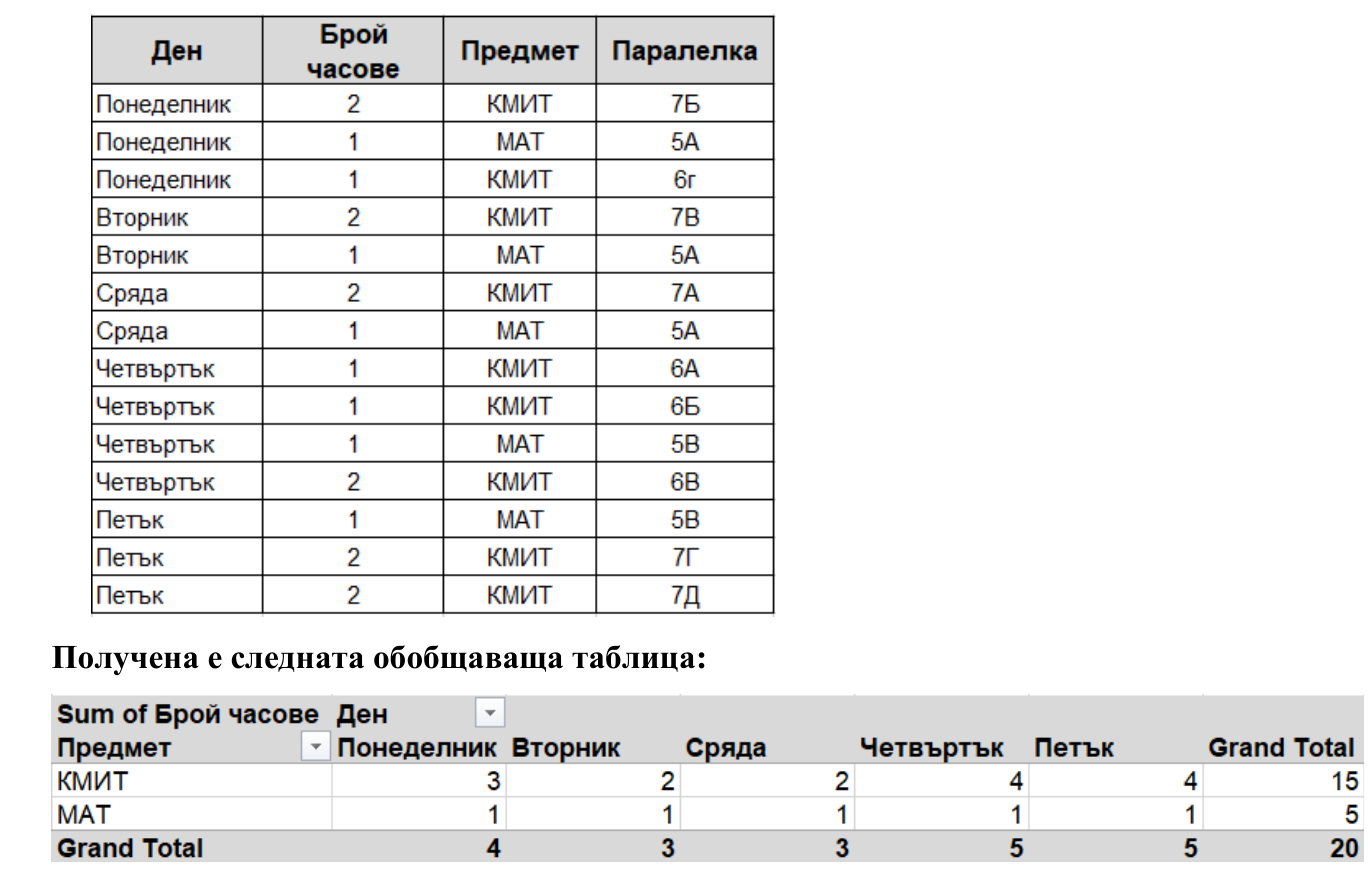 Ден Брой часове Предмет Паралелка
Понеделник 2 КМИТ 7Б
Понеделник 1 МАТ 5А
Понеделник 1 КМИТ 6г
Вторник 2 КМИТ 7В
Вторник 1 МАТ 5А
Сряда 2 КМИТ 7А
Сряда 1 МАТ 5А
Четвъртък 1 КМИТ 6А
Четвъртък 1 КМИТ 6Б
Четвъртък 1 МАТ 5В
Четвъртък 2 КМИТ 6В
Петък 1 МАТ 5В
Петък 2 КМИТ 7Г
Петък 2 КМИТ 7Д
Получена е следната обобщаваща таблица:
Sum of Брой часове Ден
Предмет Понеделник Вторник Сряда Четвъртък Петък Grand Total
КМИТ 3 2 2 4 4 15
МАТ 1 1 1 1 1 5
Grand Total 4 3 3 5 5 20